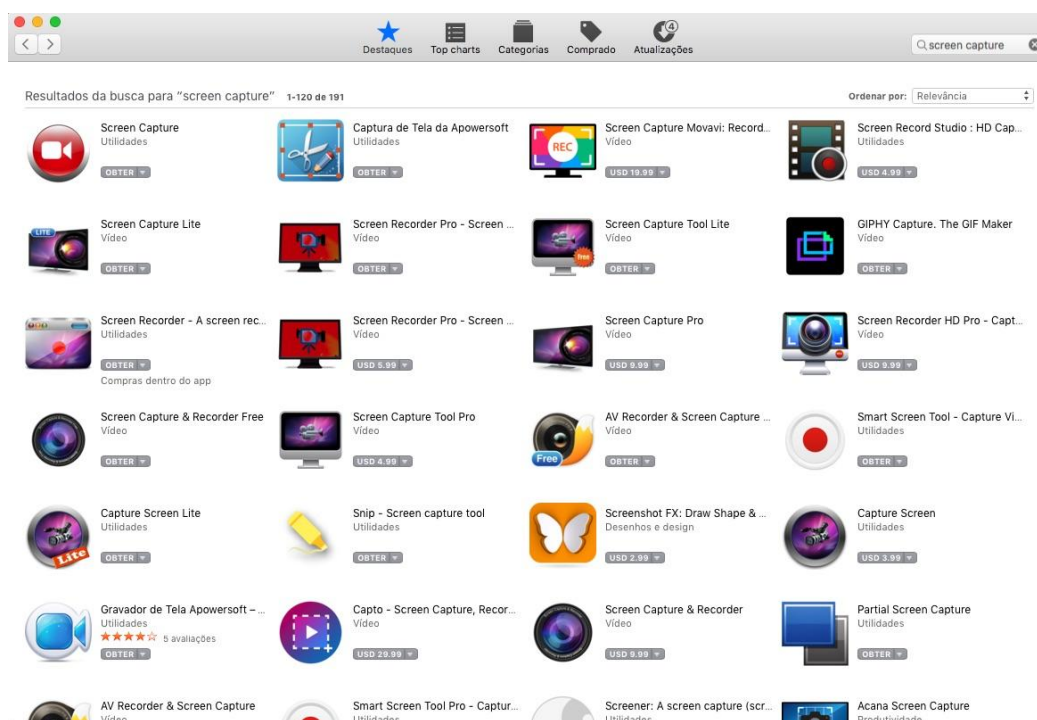 4
Destaques Top charts Categorias Comprado Atualizações
screen capture
Resultados da busca para “screen capture” 1-120 de 191
Ordenar por: Relevância
Screen Capture
Utilidades
OBTER
Captura de Tela da Apowersoft
Utilidades
OBTER
REC
Screen Capture Movavi: Record...
Vídeo
USD 19.99
Screen Record Studio : HD Cap...
Utilidades
USD 4.99
LITE
Screen Capture Lite
Vídeo
OBTER
Screen Recorder Pro - Screen ...
Vídeo
OBTER
free
Screen Capture Tool Lite
Vídeo
OBTER
GIPHY Capture. The GIF Maker
Vídeo
OBTER
Screen Recorder - A screen rec...
Utilidades
OBTER
Compras dentro do app
Screen Recorder Pro - Screen ...
Vídeo
USD 5.99
Screen Capture Pro
Vídeo
USD 9.99
Screen Recorder HD Pro - Capt...
Vídeo
USD 9.99
Screen Capture & Recorder Free
Vídeo
OBTER
Screen Capture Tool Pro
Vídeo
USD 4.99
Free
AV Recorder & Screen Capture ...
Vídeo
OBTER
Smart Screen Tool - Capture Vi...
Utilidades
OBTER
Lite
Capture Screen Lite
Utilidades
OBTER
Snip - Screen capture tool
Utilidades
OBTER
Screenshot FX: Draw Shape & ...
Desenhos e design
USD 2.99
Capture Screen
Utilidades
USD 3.99
Gravador de Tela Apowersoft – ...
Utilidades
5 avaliações
OBTER
Capto - Screen Capture, Recor...
Vídeo
USD 29.99
Screen Capture & Recorder
Vídeo
USD 9.99
Partial Screen Capture
Utilidades
OBTER
AV Recorder & Screen Capture
Vídeo
Smart Screen Tool Pro - Captur...
Utilidades
Screener: A screen capture (scr...
Utilidades
Acana Screen Capture
Produtividade